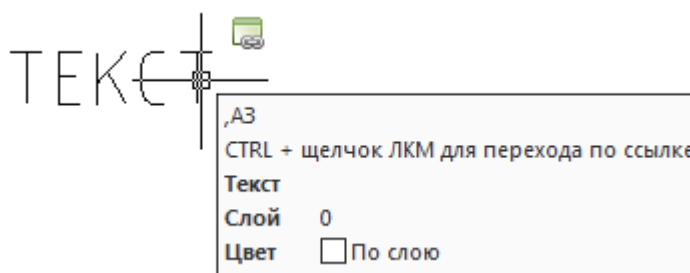 ТЕКСТ
,А3
CTRL + щелчок ЛКМ для перехода по ссылке
Текст
Слой 0
Цвет По слою